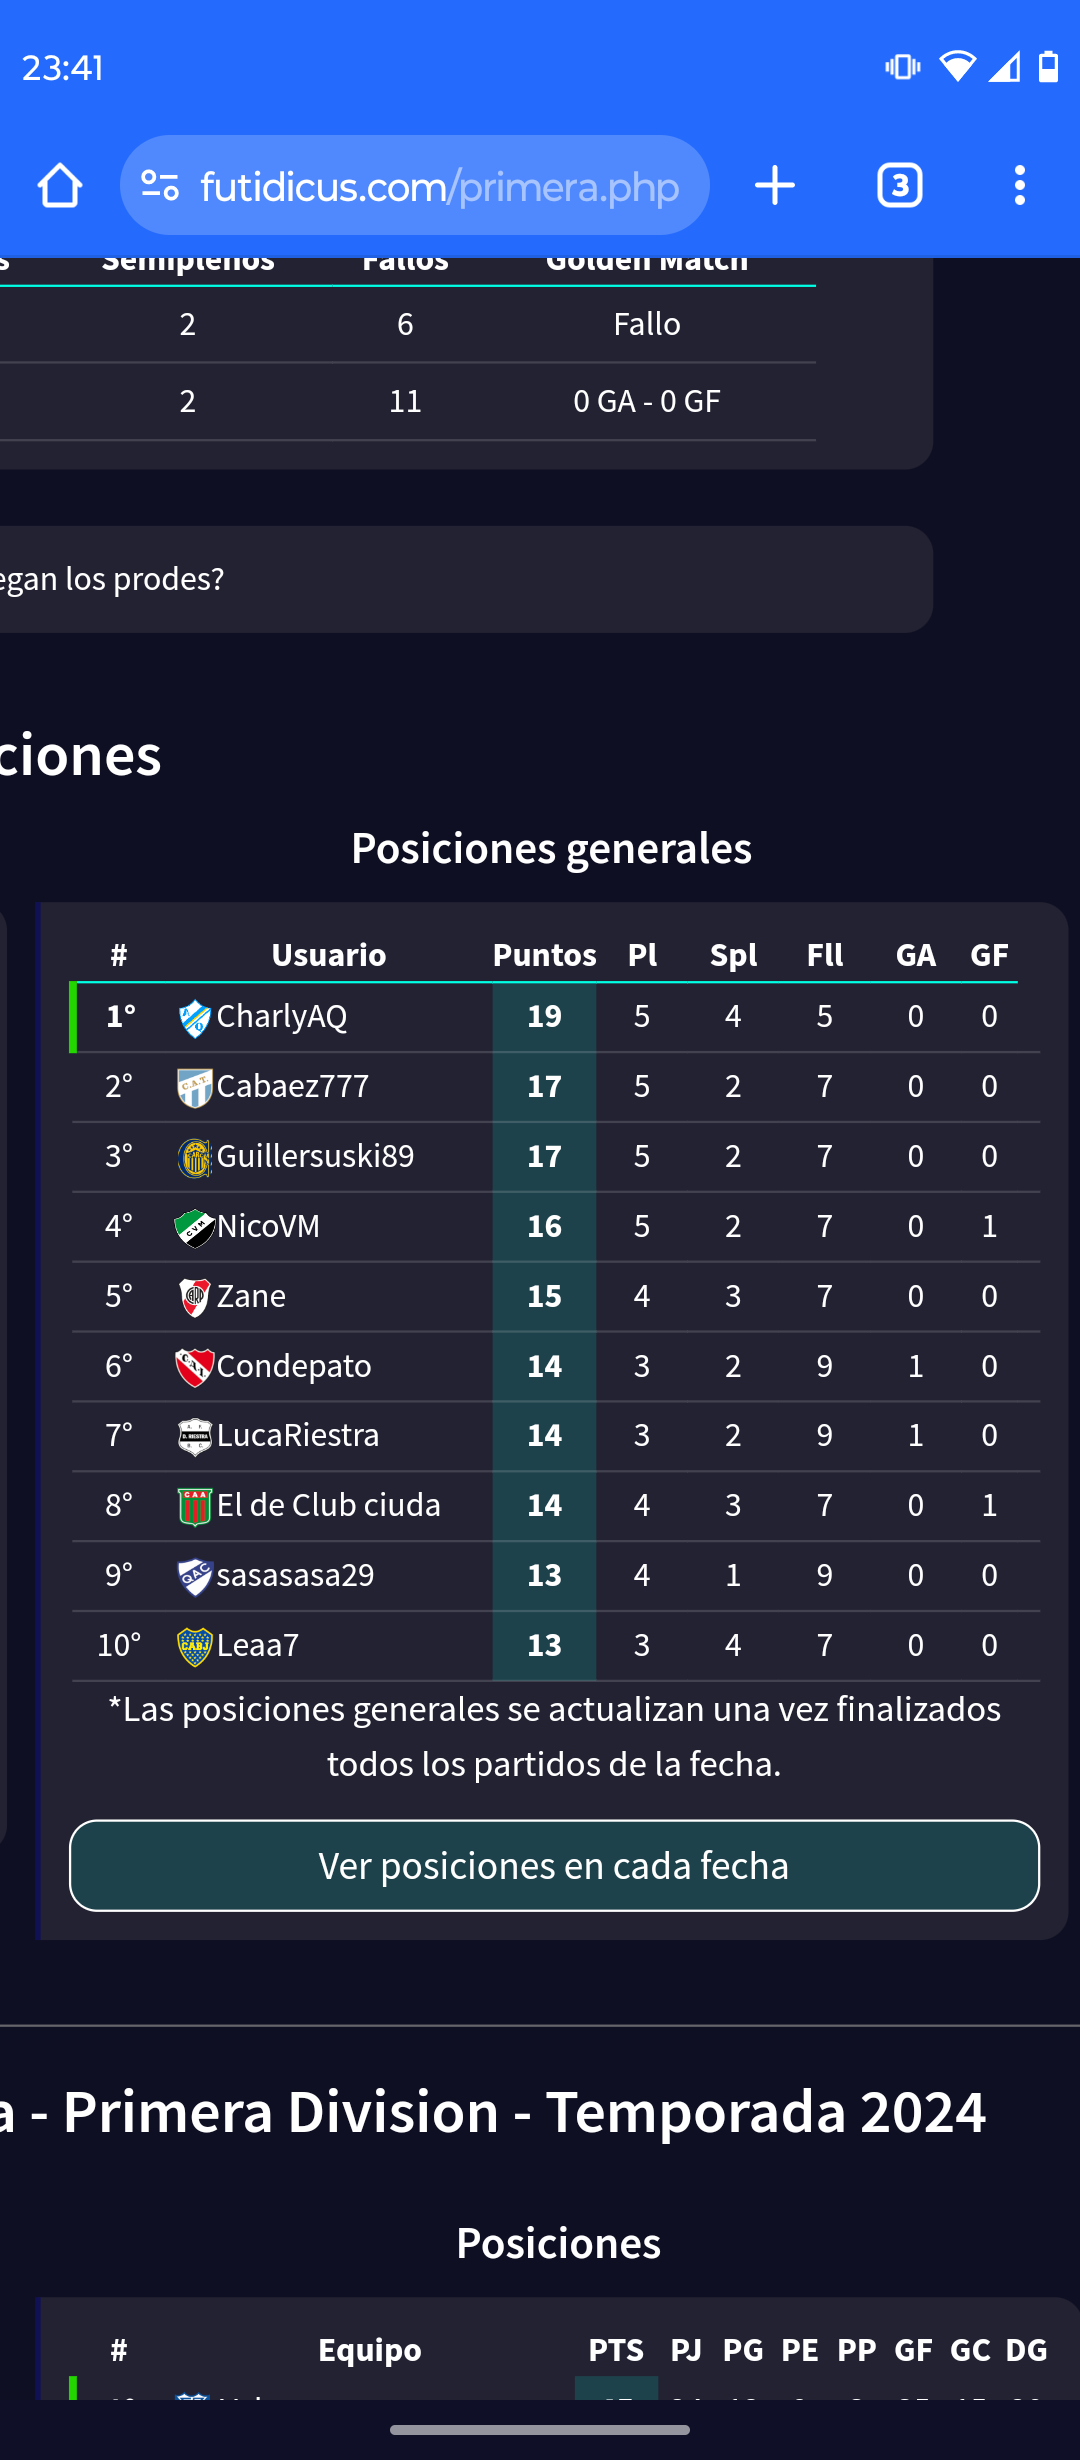 23:41
futidicus.com/primera.php
3
s Semiplenos Fallos Golden Match
2 6 Fallo
2 11 0 GA - 0 GF
egan los prodes?
ciones
Posiciones generales
# Usuario Puntos Pl Spl Fll GA GF
1° CharlyAQ 19 5 4 5 0 0
2° Cabaez777 17 5 2 7 0 0
3° Guillersuski89 17 5 2 7 0 0
4° NicoVM 16 5 2 7 0 1
5° Zane 15 4 3 7 0 0
6° Condepato 14 3 2 9 1 0
7° LucaRiestra 14 3 2 9 1 0
8° El de Club ciuda 14 4 3 7 0 1
9° sasasasa29 13 4 1 9 0 0
10° Leaa7 13 3 4 7 0 0
*Las posiciones generales se actualizan una vez finalizados
todos los partidos de la fecha.
Ver posiciones en cada fecha
a - Primera Division - Temporada 2024
Posiciones
# Equipo PTS PJ PG PE PP GF GC DG